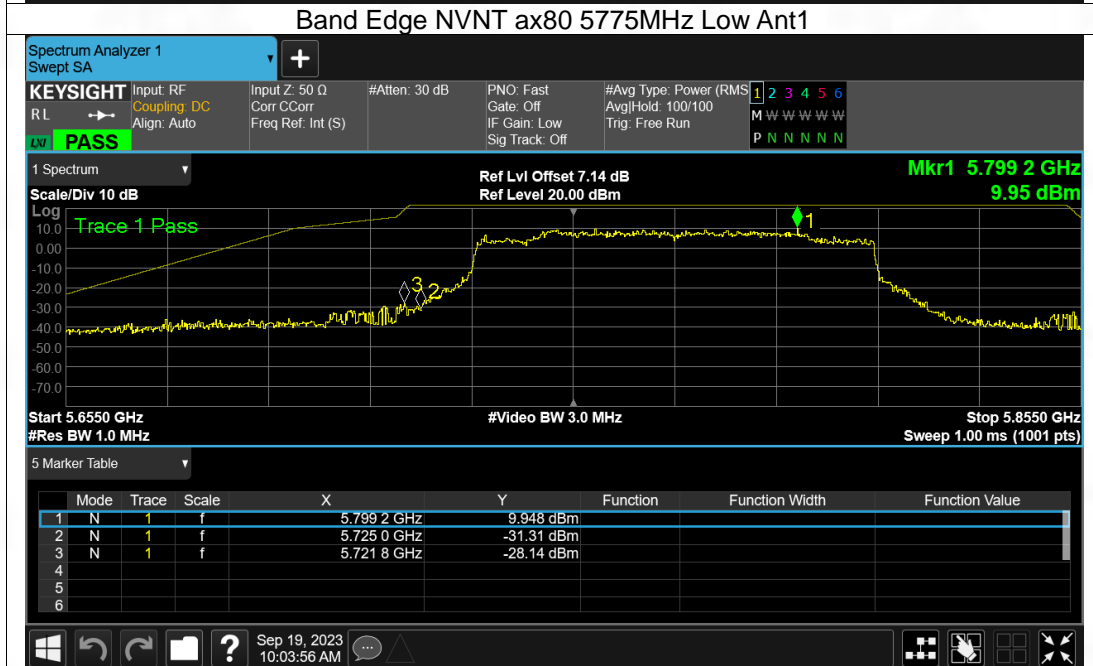 Band Edge NVNT ax80 5775MHz Low Ant1
Spectrum Analyzer 1
Swept SA
+
KEYSIGHT Input: RF Input Z: 50 Ω #Atten: 30 dB PNO: Fast #Avg Type: Power (RMS 1 2 3 4 5 6
RL Coupling: DC Corr CCorr Gate: Off Avg|Hold: 100/100 M W W W W W
Align: Auto Freq Ref: Int (S) IF Gain: Low Trig: Free Run
LXI PASS Sig Track: Off P N N N N N
1 Spectrum Ref Lvl Offset 7.14 dB Mkr1 5.799 2 GHz
Scale/Div 10 dB Ref Level 20.00 dBm 9.95 dBm
Log
Trace 1 Pass
1
10.0
0.00
-10.0
-20.0
3 2
-30.0
-40.0
-50.0
-60.0
-70.0
Start 5.6550 GHz #Video BW 3.0 MHz Stop 5.8550 GHz
#Res BW 1.0 MHz Sweep 1.00 ms (1001 pts)
5 Marker Table
Mode Trace Scale X Y Function Function Width Function Value
1 N 1 f 5.799 2 GHz 9.948 dBm
2 N 1 f 5.725 0 GHz -31.31 dBm
3 N 1 f 5.721 8 GHz -28.14 dBm
4
5
6
? Sep 19, 2023
10:03:56 AM